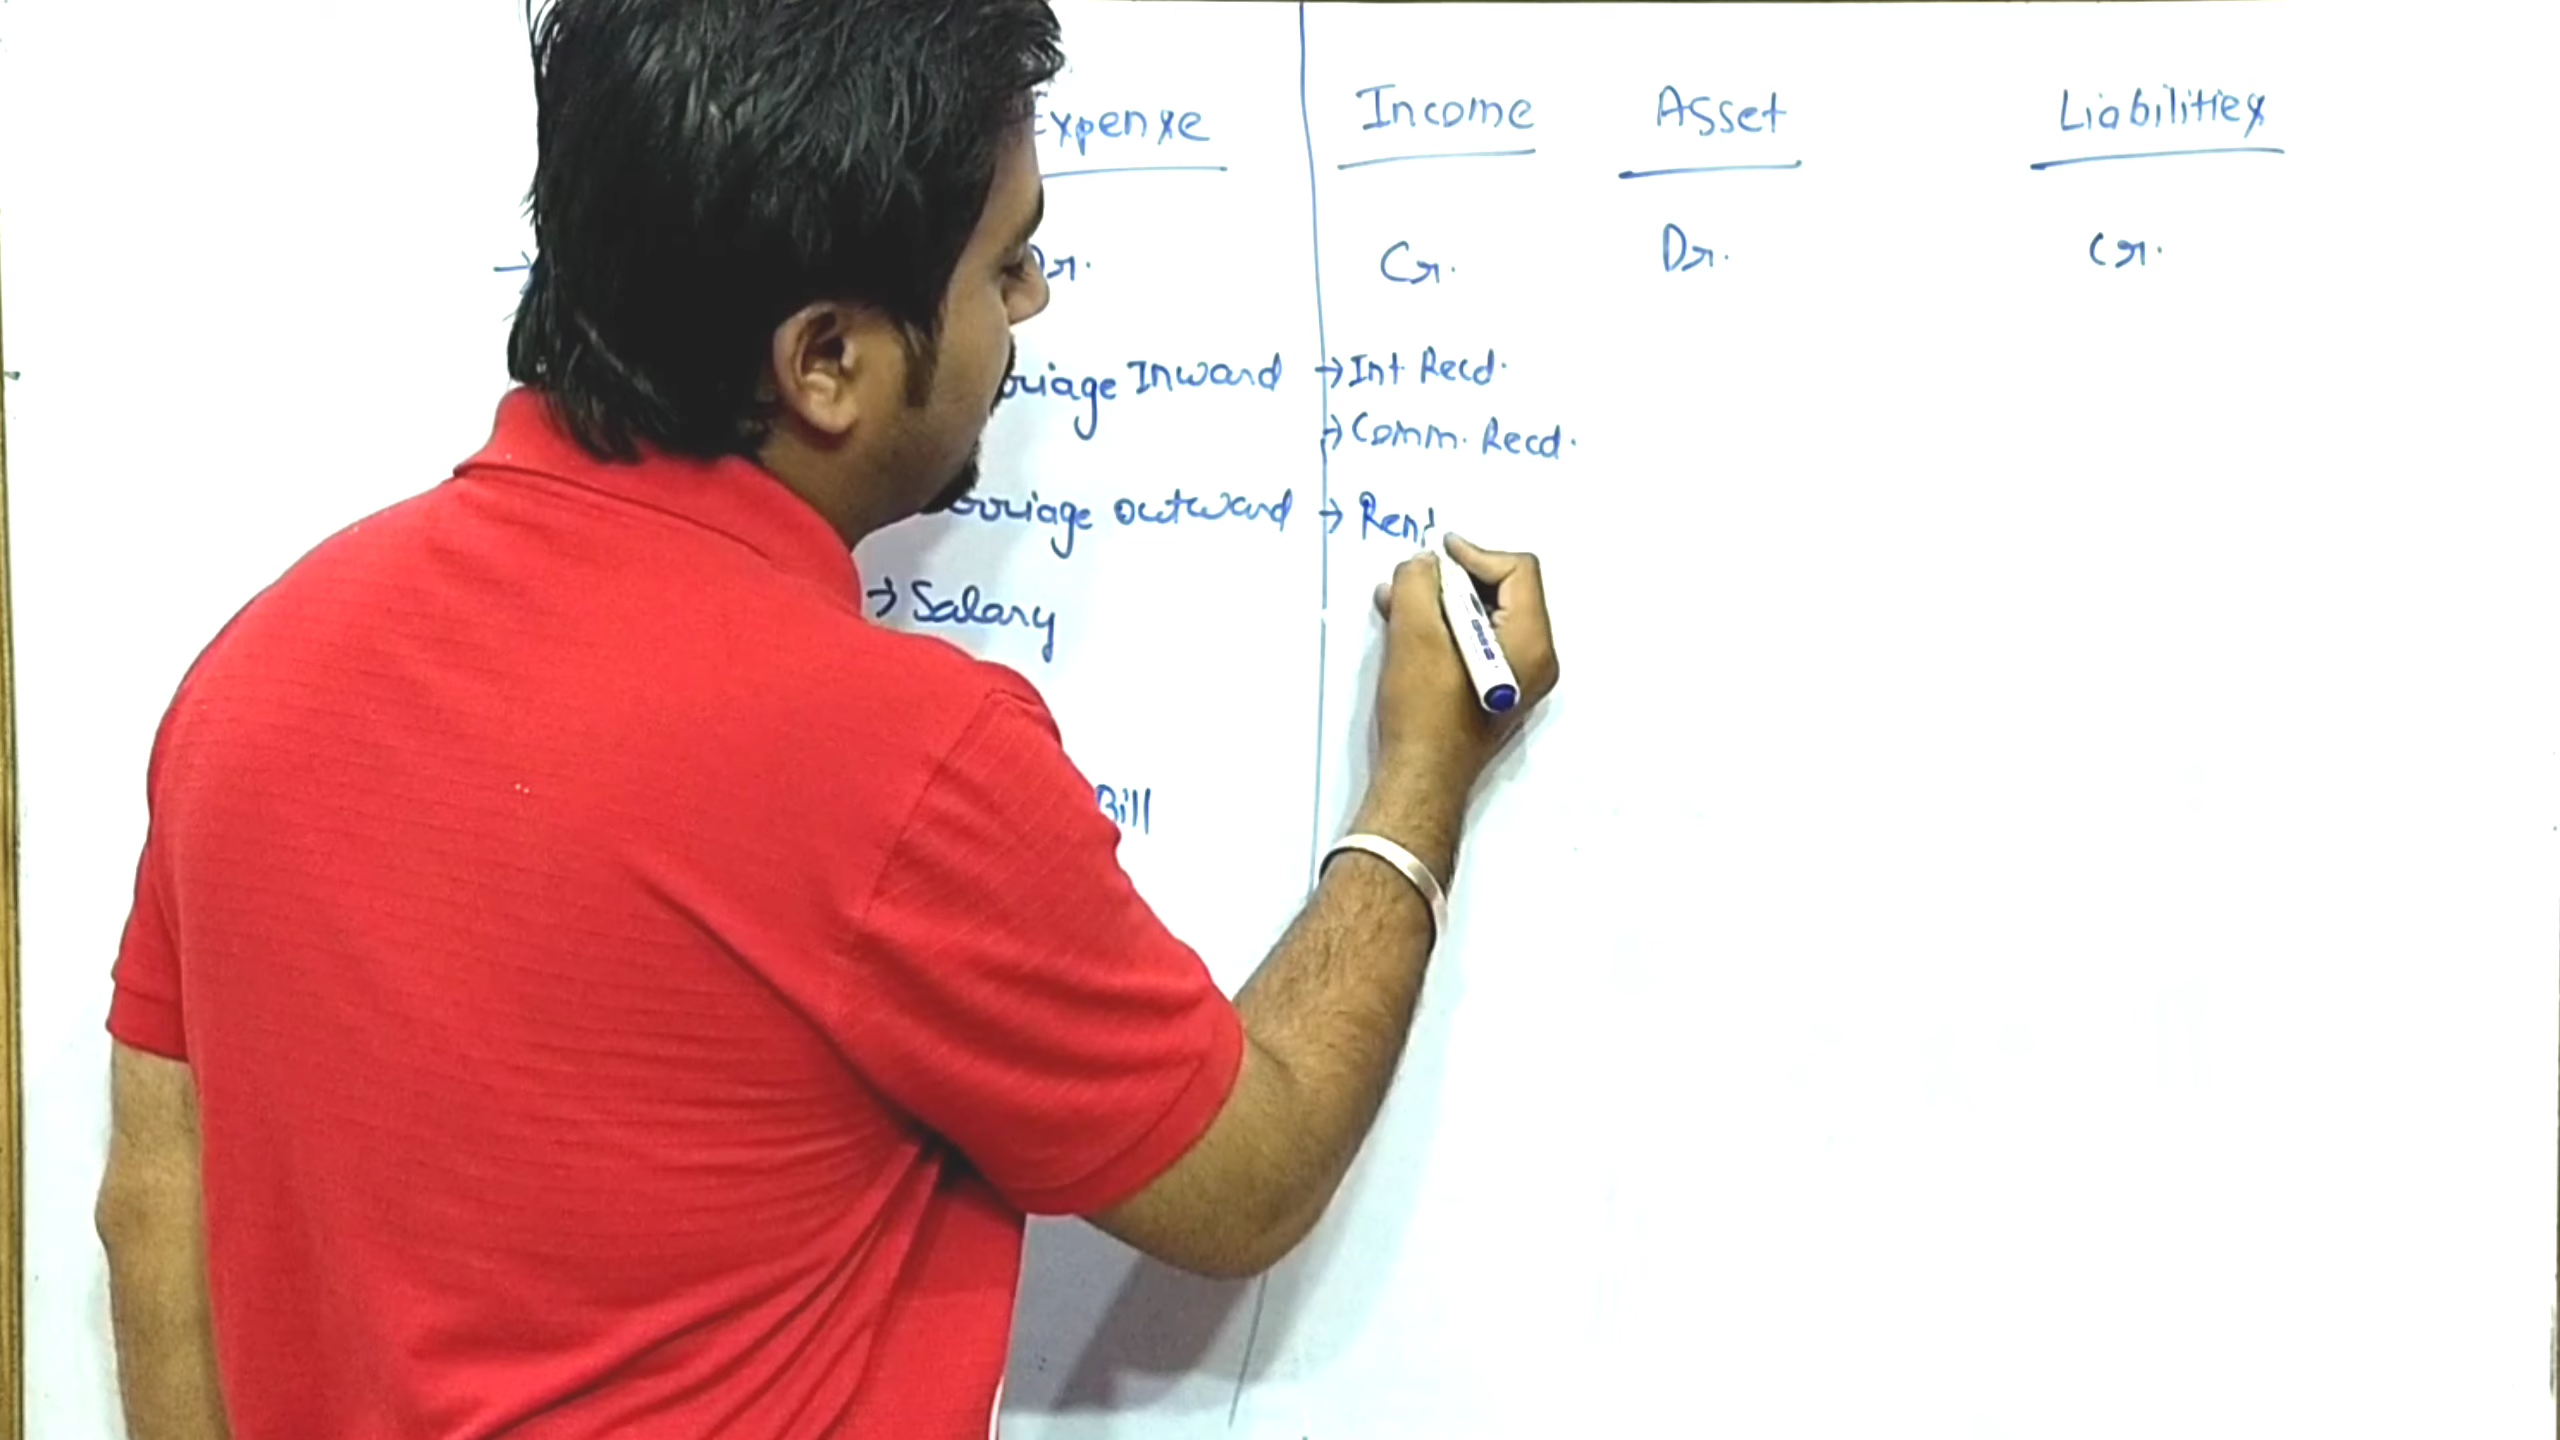 Expense Income Asset Liabilities
Dr. Cr. Dr. Cr.
Inward → Int Recd.
→ Comm. Recd.
outward → Rent
→ Salary
Bill